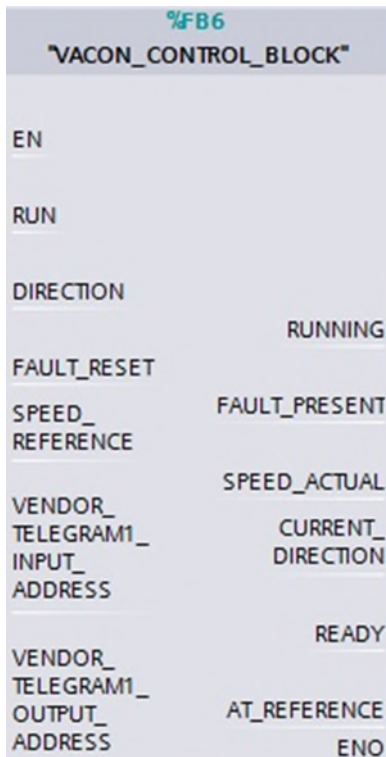 %FB6
"VACON_CONTROL_BLOCK"
EN
RUN
DIRECTION
RUNNING
FAULT_RESET
FAULT_PRESENT
SPEED_
REFERENCE
SPEED_ACTUAL
VENDOR_
TELEGRAM1_
INPUT_
ADDRESS
CURRENT_
DIRECTION
READY
VENDOR_
TELEGRAM1_
OUTPUT_
ADDRESS
AT_REFERENCE
ENO